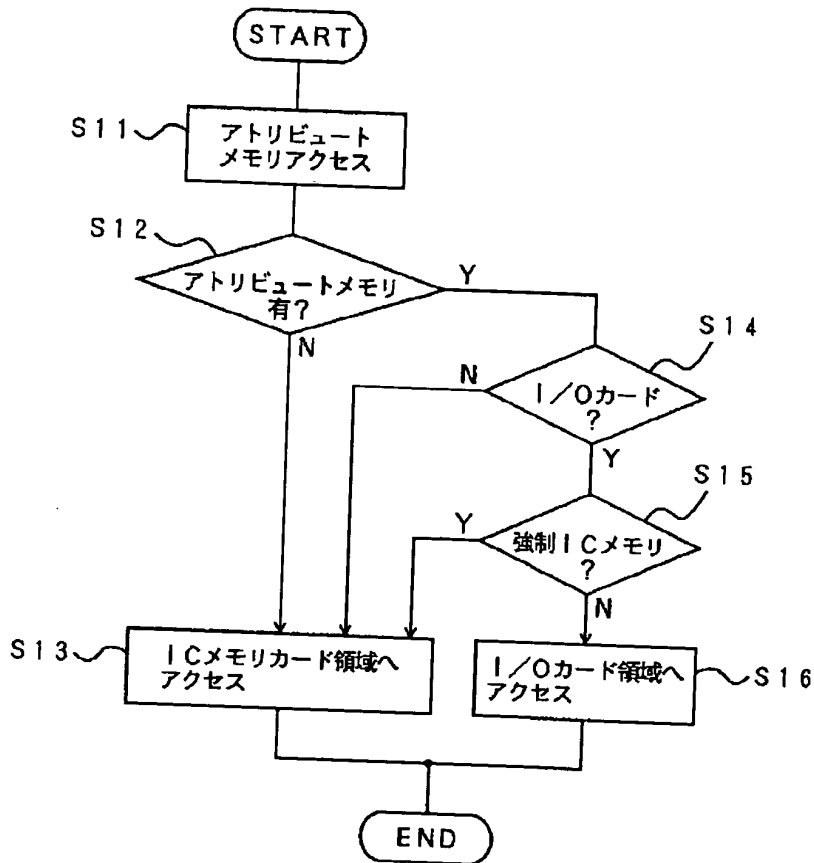 START
S11
アトリビュート
メモリアクセス
S12
アトリビュートメモリ
有?
Y
N
S14
I/Oカード
?
N
Y
S15
強制ICメモリ
?
Y
N
S13
ICメモリカード領域へ
アクセス
I/Oカード領域へ
アクセス
S16
END